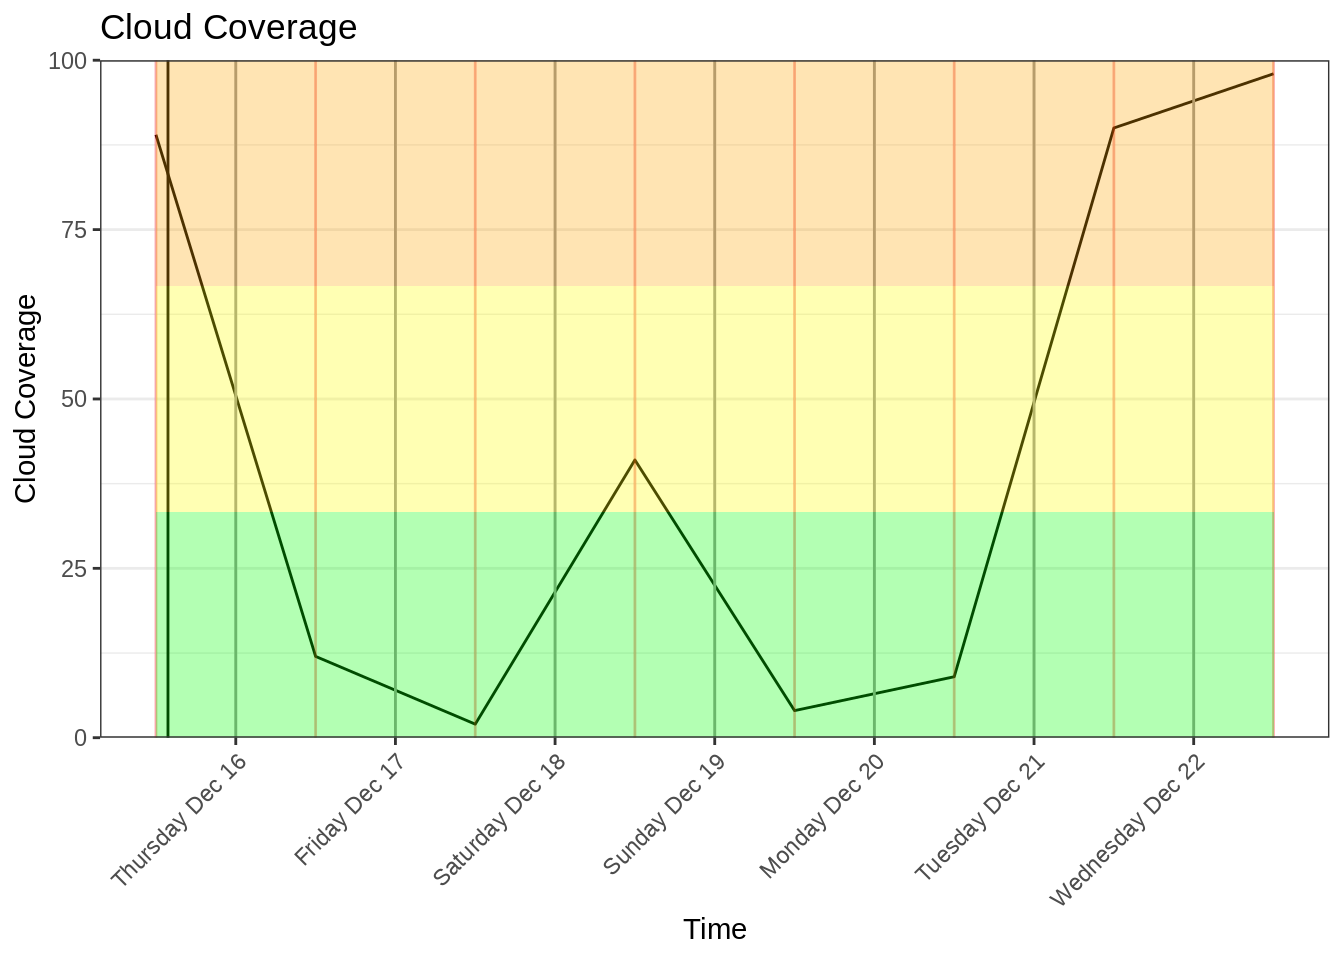 Cloud Coverage
100
75
50
25
0
Cloud Coverage
Thursday Dec 16
Friday Dec 17
Saturday Dec 18
Sunday Dec 19
Monday Dec 20
Tuesday Dec 21
Wednesday Dec 22
Time